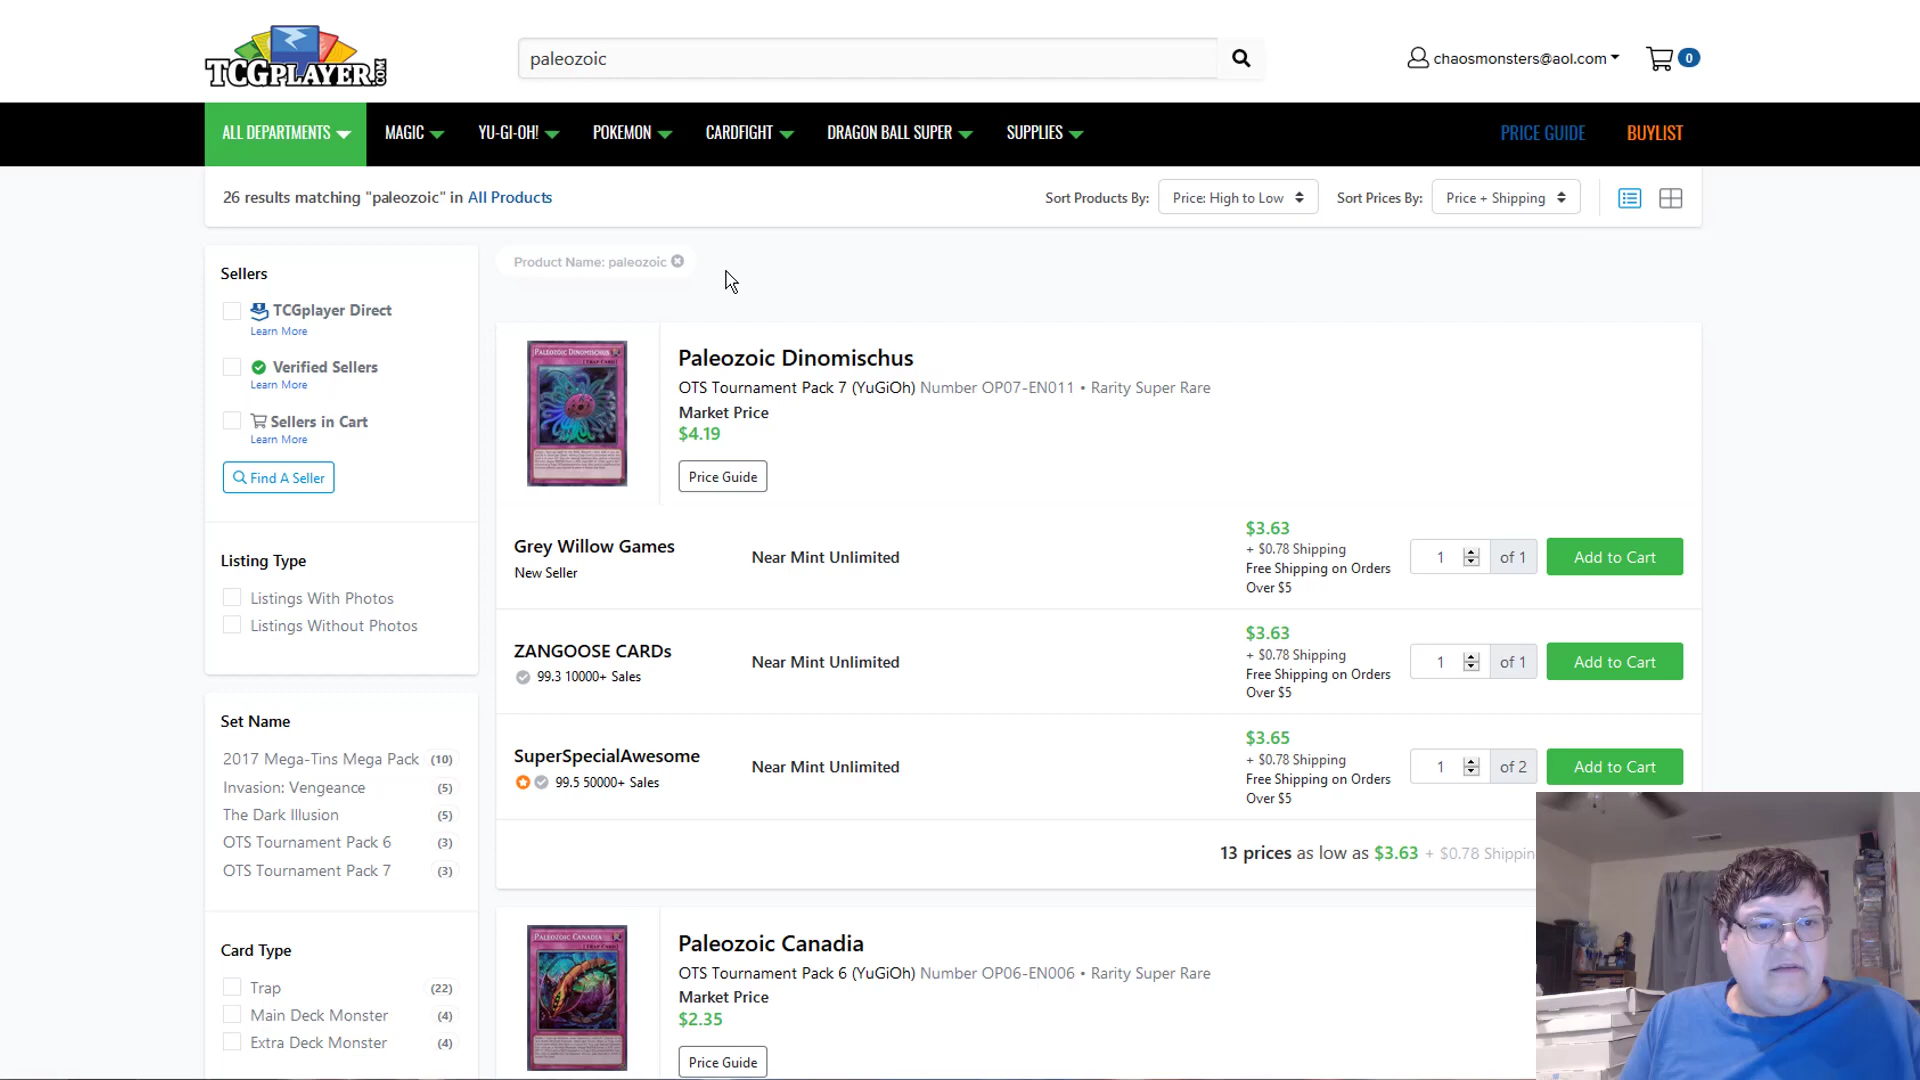 TCGPLAYER.COM
paleozoic
chaosmonsters@aol.com
0
ALL DEPARTMENTS
MAGIC
YU-GI-OH!
POKEMON
CARDFIGHT
DRAGON BALL SUPER
SUPPLIES
PRICE GUIDE
BUYLIST
26 results matching "paleozoic" in All Products
Sort Products By:
Price: High to Low
Sort Prices By:
Price + Shipping
Product Name: paleozoic
Sellers
TCGplayer Direct
Learn More
Verified Sellers
Learn More
Sellers in Cart
Learn More
Find A Seller
Listing Type
Listings With Photos
Listings Without Photos
Set Name
2017 Mega-Tins Mega Pack (10)
Invasion: Vengeance (5)
The Dark Illusion (5)
OTS Tournament Pack 6 (3)
OTS Tournament Pack 7 (3)
Card Type
Trap (22)
Main Deck Monster (4)
Extra Deck Monster (4)
PALEOZOIC DINOMISCHUS
Paleozoic Dinomischus
OTS Tournament Pack 7 (YuGiOh) Number OP07-EN011 • Rarity Super Rare
Market Price
$4.19
Price Guide
Grey Willow Games
New Seller
Near Mint Unlimited
$3.63
+ $0.78 Shipping
Free Shipping on Orders
Over $5
1
of 1
Add to Cart
ZANGOOSE CARDs
99.3 10000+ Sales
Near Mint Unlimited
$3.63
+ $0.78 Shipping
Free Shipping on Orders
Over $5
1
of 1
Add to Cart
SuperSpecialAwesome
99.5 50000+ Sales
Near Mint Unlimited
$3.65
+ $0.78 Shipping
Free Shipping on Orders
Over $5
1
of 2
Add to Cart
13 prices as low as $3.63 + $0.78 Shippin
PALEOZOIC CANADIA
Paleozoic Canadia
OTS Tournament Pack 6 (YuGiOh) Number OP06-EN006 • Rarity Super Rare
Market Price
$2.35
Price Guide